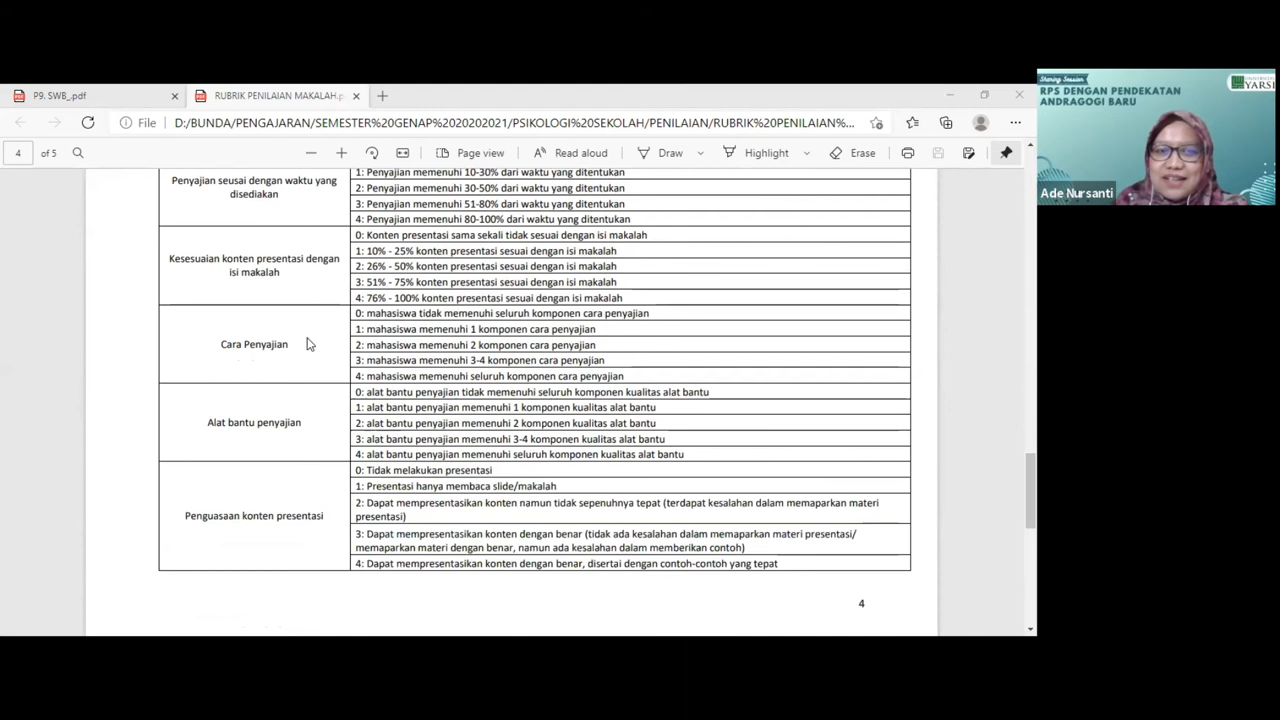 P9. SWB_.pdf
RUBRIK PENILAIAN MAKALAH.p
File
D:/BUNDA/PENGAJARAN/SEMESTER%20GENAP%2020202021/PSIKOLOGI%20SEKOLAH/PENILAIAN/RUBRIK%20PENILAIAN%...
4 of 5
Page view
Read aloud
Draw
Highlight
Erase
Penyajian seusai dengan waktu yang
disediakan
1: Penyajian memenuhi 10-30% dari waktu yang ditentukan
2: Penyajian memenuhi 30-50% dari waktu yang ditentukan
3: Penyajian memenuhi 51-80% dari waktu yang ditentukan
4: Penyajian memenuhi 80-100% dari waktu yang ditentukan
Kesesuaian konten presentasi dengan
isi makalah
0: Konten presentasi sama sekali tidak sesuai dengan isi makalah
1: 10% - 25% konten presentasi sesuai dengan isi makalah
2: 26% - 50% konten presentasi sesuai dengan isi makalah
3: 51% - 75% konten presentasi sesuai dengan isi makalah
4: 76% - 100% konten presentasi sesuai dengan isi makalah
Cara Penyajian
0: mahasiswa tidak memenuhi seluruh komponen cara penyajian
1: mahasiswa memenuhi 1 komponen cara penyajian
2: mahasiswa memenuhi 2 komponen cara penyajian
3: mahasiswa memenuhi 3-4 komponen cara penyajian
4: mahasiswa memenuhi seluruh komponen cara penyajian
Alat bantu penyajian
0: alat bantu penyajian tidak memenuhi seluruh komponen kualitas alat bantu
1: alat bantu penyajian memenuhi 1 komponen kualitas alat bantu
2: alat bantu penyajian memenuhi 2 komponen kualitas alat bantu
3: alat bantu penyajian memenuhi 3-4 komponen kualitas alat bantu
4: alat bantu penyajian memenuhi seluruh komponen kualitas alat bantu
Penguasaan konten presentasi
0: Tidak melakukan presentasi
1: Presentasi hanya membaca slide/makalah
2: Dapat mempresentasikan konten namun tidak sepenuhnya tepat (terdapat kesalahan dalam memaparkan materi
presentasi)
3: Dapat mempresentasikan konten dengan benar (tidak ada kesalahan dalam memaparkan materi presentasi/
memaparkan materi dengan benar, namun ada kesalahan dalam memberikan contoh)
4: Dapat mempresentasikan konten dengan benar, disertai dengan contoh-contoh yang tepat
4
Sharing Session
YARSI
RPS DENGAN PENDEKATAN
ANDRAGOGI BARU
Ade Nursanti